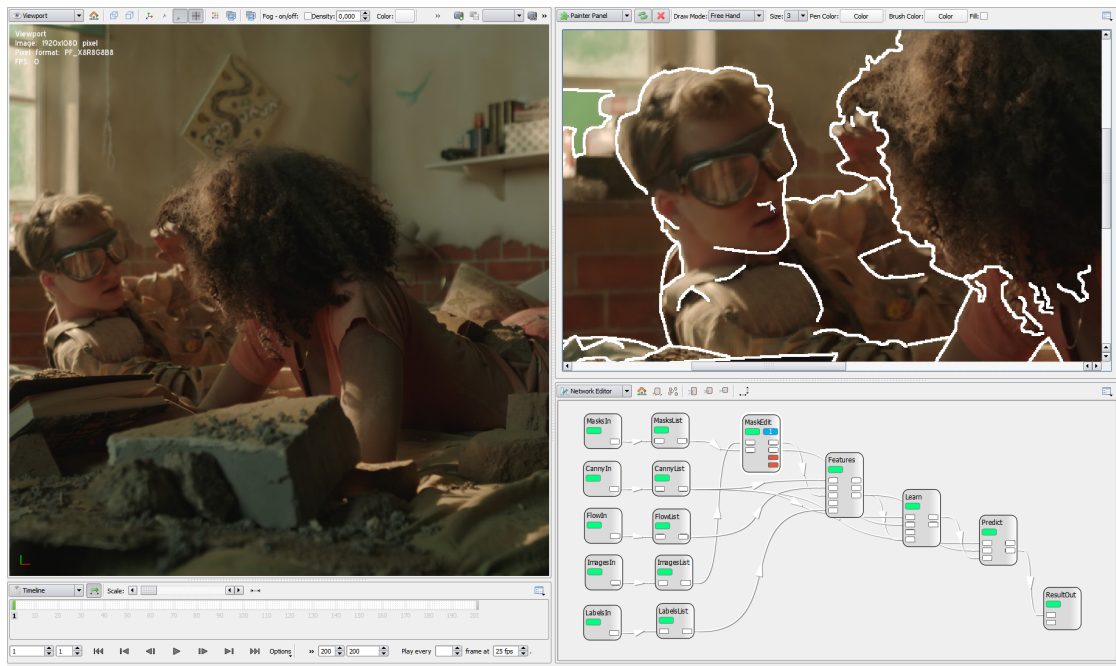 Viewport
Fog - on/off:
Density: 0,000
Color:
»
»
Viewport
Image: 1920x1080 pixel
Pixel format: PF_X8R8G8B8
FPS: 0
Painter Panel
Draw Mode: Free Hand
Size: 3
Pen Color: Color
Brush Color: Color
Fill:
Network Editor
MasksIn
MasksList
MaskEdit
CannyIn
CannyList
Features
FlowIn
FlowList
Learn
Predict
ImagesIn
ImagesList
ResultOut
LabelsIn
LabelsList
Timeline
Scale:
1 10 20 30 40 50 60 70 80 90 100 110 120 130 140 150 160 170 180 190 200
1 1 Options » 200 200 Play every frame at 25 fps .